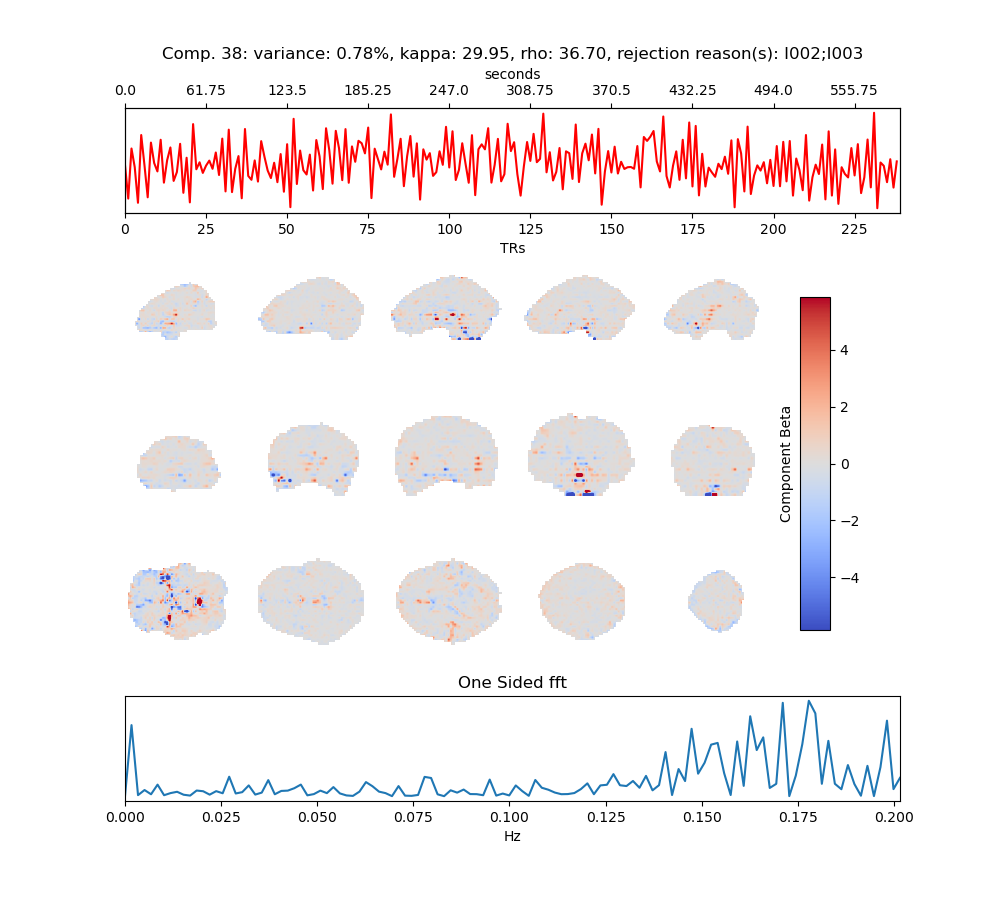 Comp. 38: variance: 0.78%, kappa: 29.95, rho: 36.70, rejection reason(s): I002;I003
seconds
0.0 61.75 123.5 185.25 247.0 308.75 370.5 432.25 494.0 555.75
0 25 50 75 100 125 150 175 200 225
TRs
4
2
0
−2
−4
Component Beta
One Sided fft
0.000 0.025 0.050 0.075 0.100 0.125 0.150 0.175 0.200
Hz